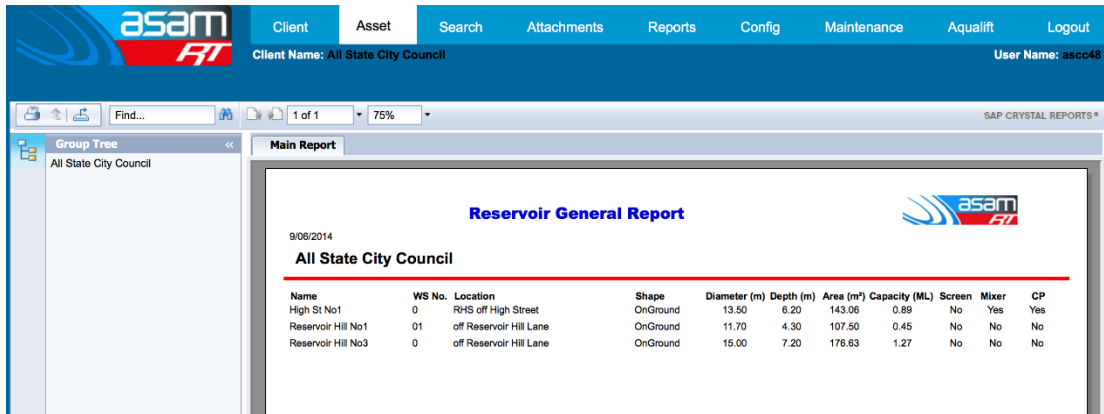 asam RT
Client Asset Search Attachments Reports Config Maintenance Aqualift Logout
Client Name: All State City Council User Name: ascc48
Find... 1 of 1 75% SAP CRYSTAL REPORTS®
Group Tree «
All State City Council
Main Report
Reservoir General Report
asam RT
9/06/2014
All State City Council
Name WS No. Location Shape Diameter (m) Depth (m) Area (m²) Capacity (ML) Screen Mixer CP
High St No1 0 RHS off High Street OnGround 13.50 6.20 143.06 0.89 No Yes Yes
Reservoir Hill No1 01 off Reservoir Hill Lane OnGround 11.70 4.30 107.50 0.45 No No No
Reservoir Hill No3 0 off Reservoir Hill Lane OnGround 15.00 7.20 176.63 1.27 No No No